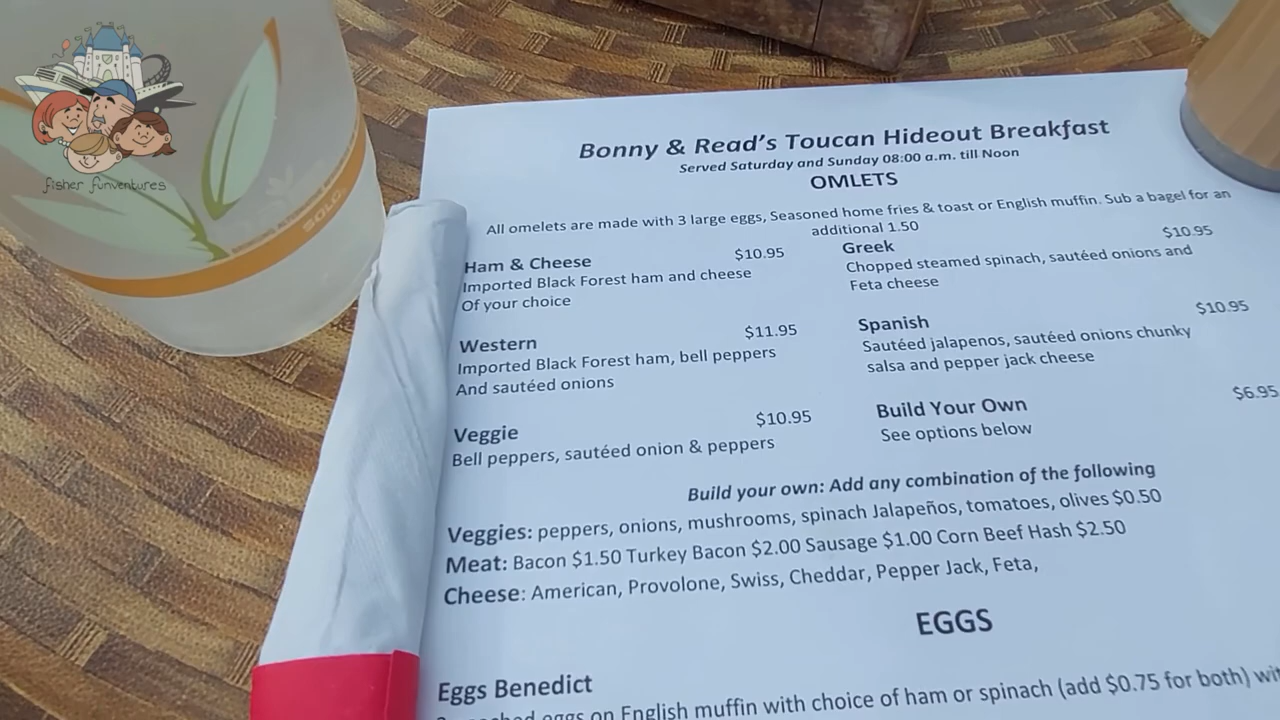 fisher funventures
SOLO
Bonny & Read's Toucan Hideout Breakfast
Served Saturday and Sunday 08:00 a.m. till Noon
OMLETS
All omelets are made with 3 large eggs, Seasoned home fries & toast or English muffin. Sub a bagel for an
additional 1.50
Ham & Cheese $10.95
Imported Black Forest ham and cheese
Of your choice
Western $11.95
Imported Black Forest ham, bell peppers
And sautéed onions
Veggie $10.95
Bell peppers, sautéed onion & peppers
Greek $10.95
Chopped steamed spinach, sautéed onions and
Feta cheese
Spanish $10.95
Sautéed jalapenos, sautéed onions chunky
salsa and pepper jack cheese
Build Your Own $6.95
See options below
Build your own: Add any combination of the following
Veggies: peppers, onions, mushrooms, spinach Jalapeños, tomatoes, olives $0.50
Meat: Bacon $1.50 Turkey Bacon $2.00 Sausage $1.00 Corn Beef Hash $2.50
Cheese: American, Provolone, Swiss, Cheddar, Pepper Jack, Feta,
EGGS
Eggs Benedict
eggs on English muffin with choice of ham or spinach (add $0.75 for both)